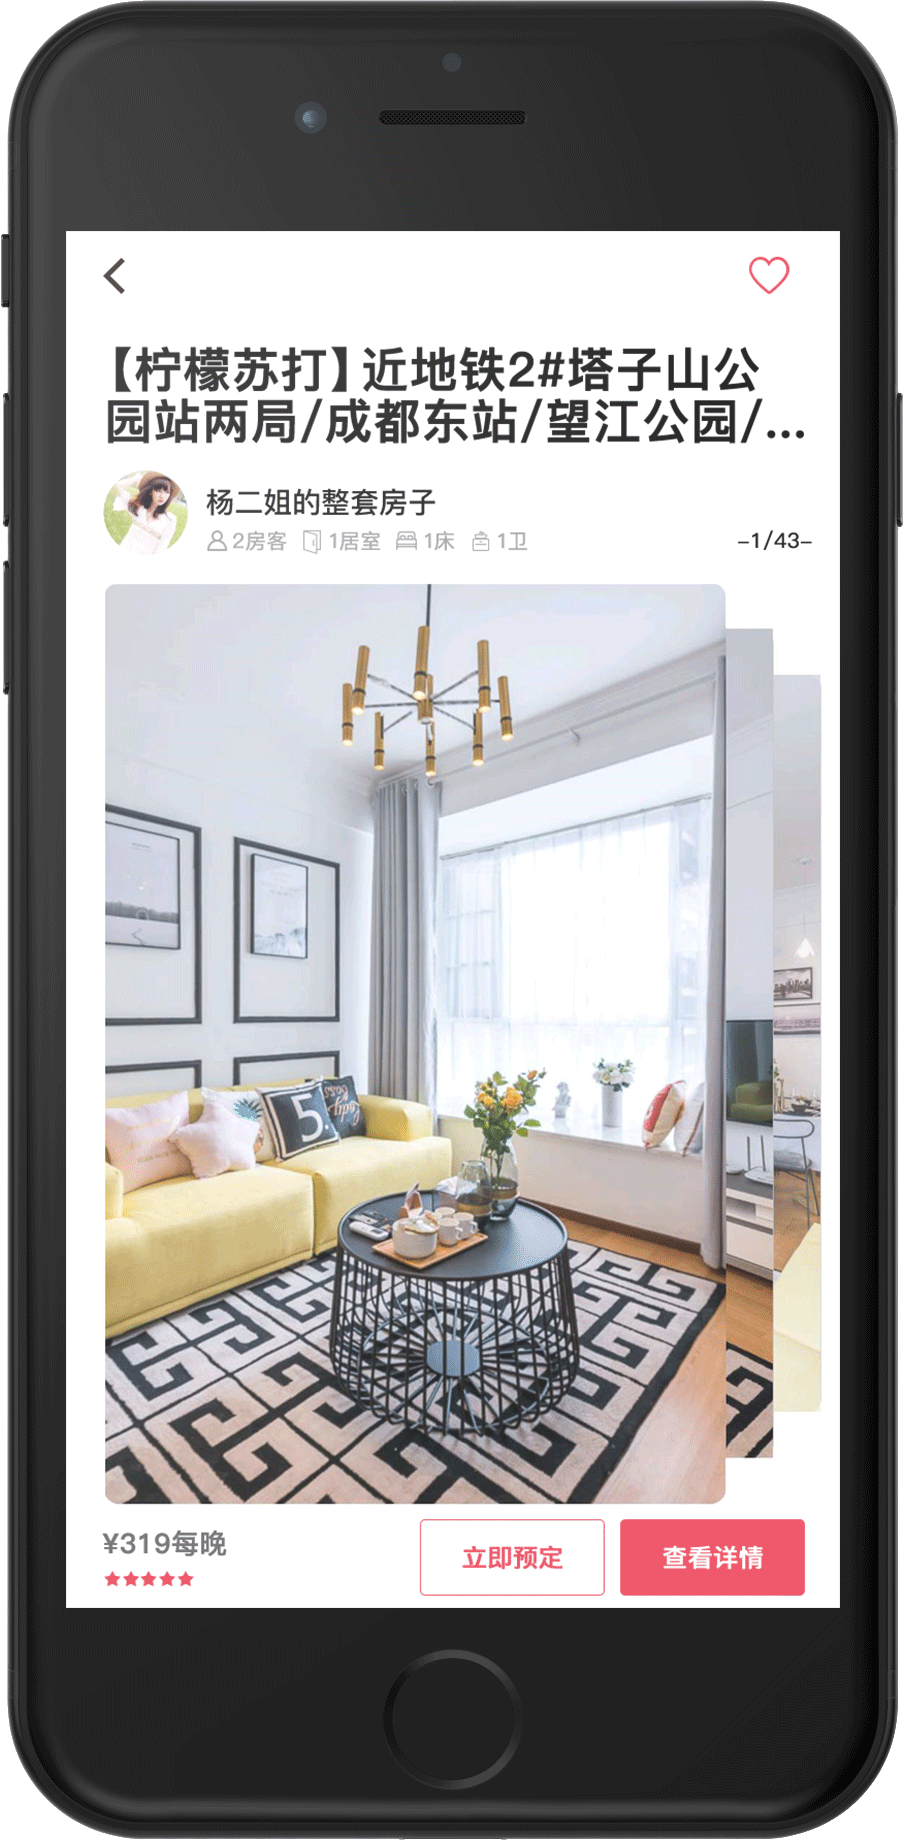 【柠檬苏打】近地铁2#塔子山公
园站两局/成都东站/望江公园/...
杨二姐的整套房子
2房客 1居室 1床 1卫
–1/43–
5.
¥319每晚
立即预定
查看详情